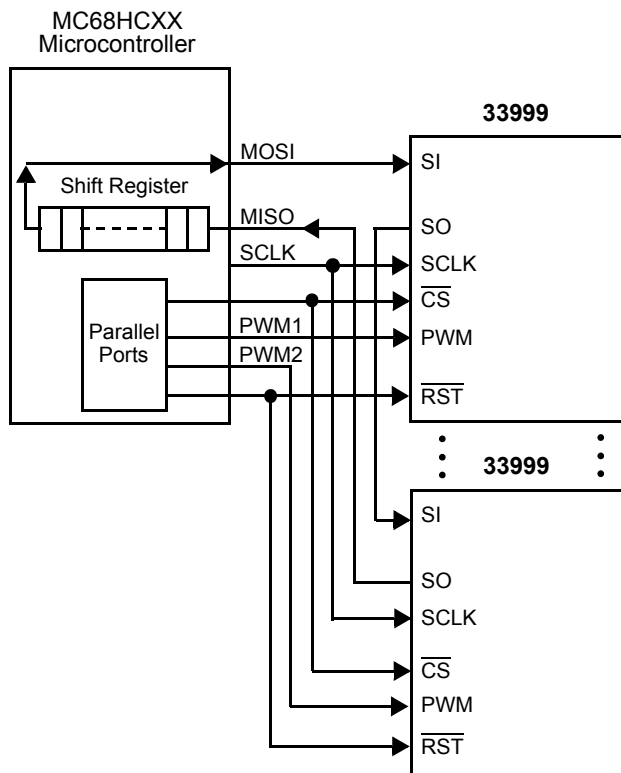 MC68HCXX
Microcontroller
33999
MOSI
SI
Shift Register
MISO
SO
SCLK
SCLK
CS
Parallel
Ports
PWM1
PWM
PWM2
RST
33999
SI
SO
SCLK
CS
PWM
RST